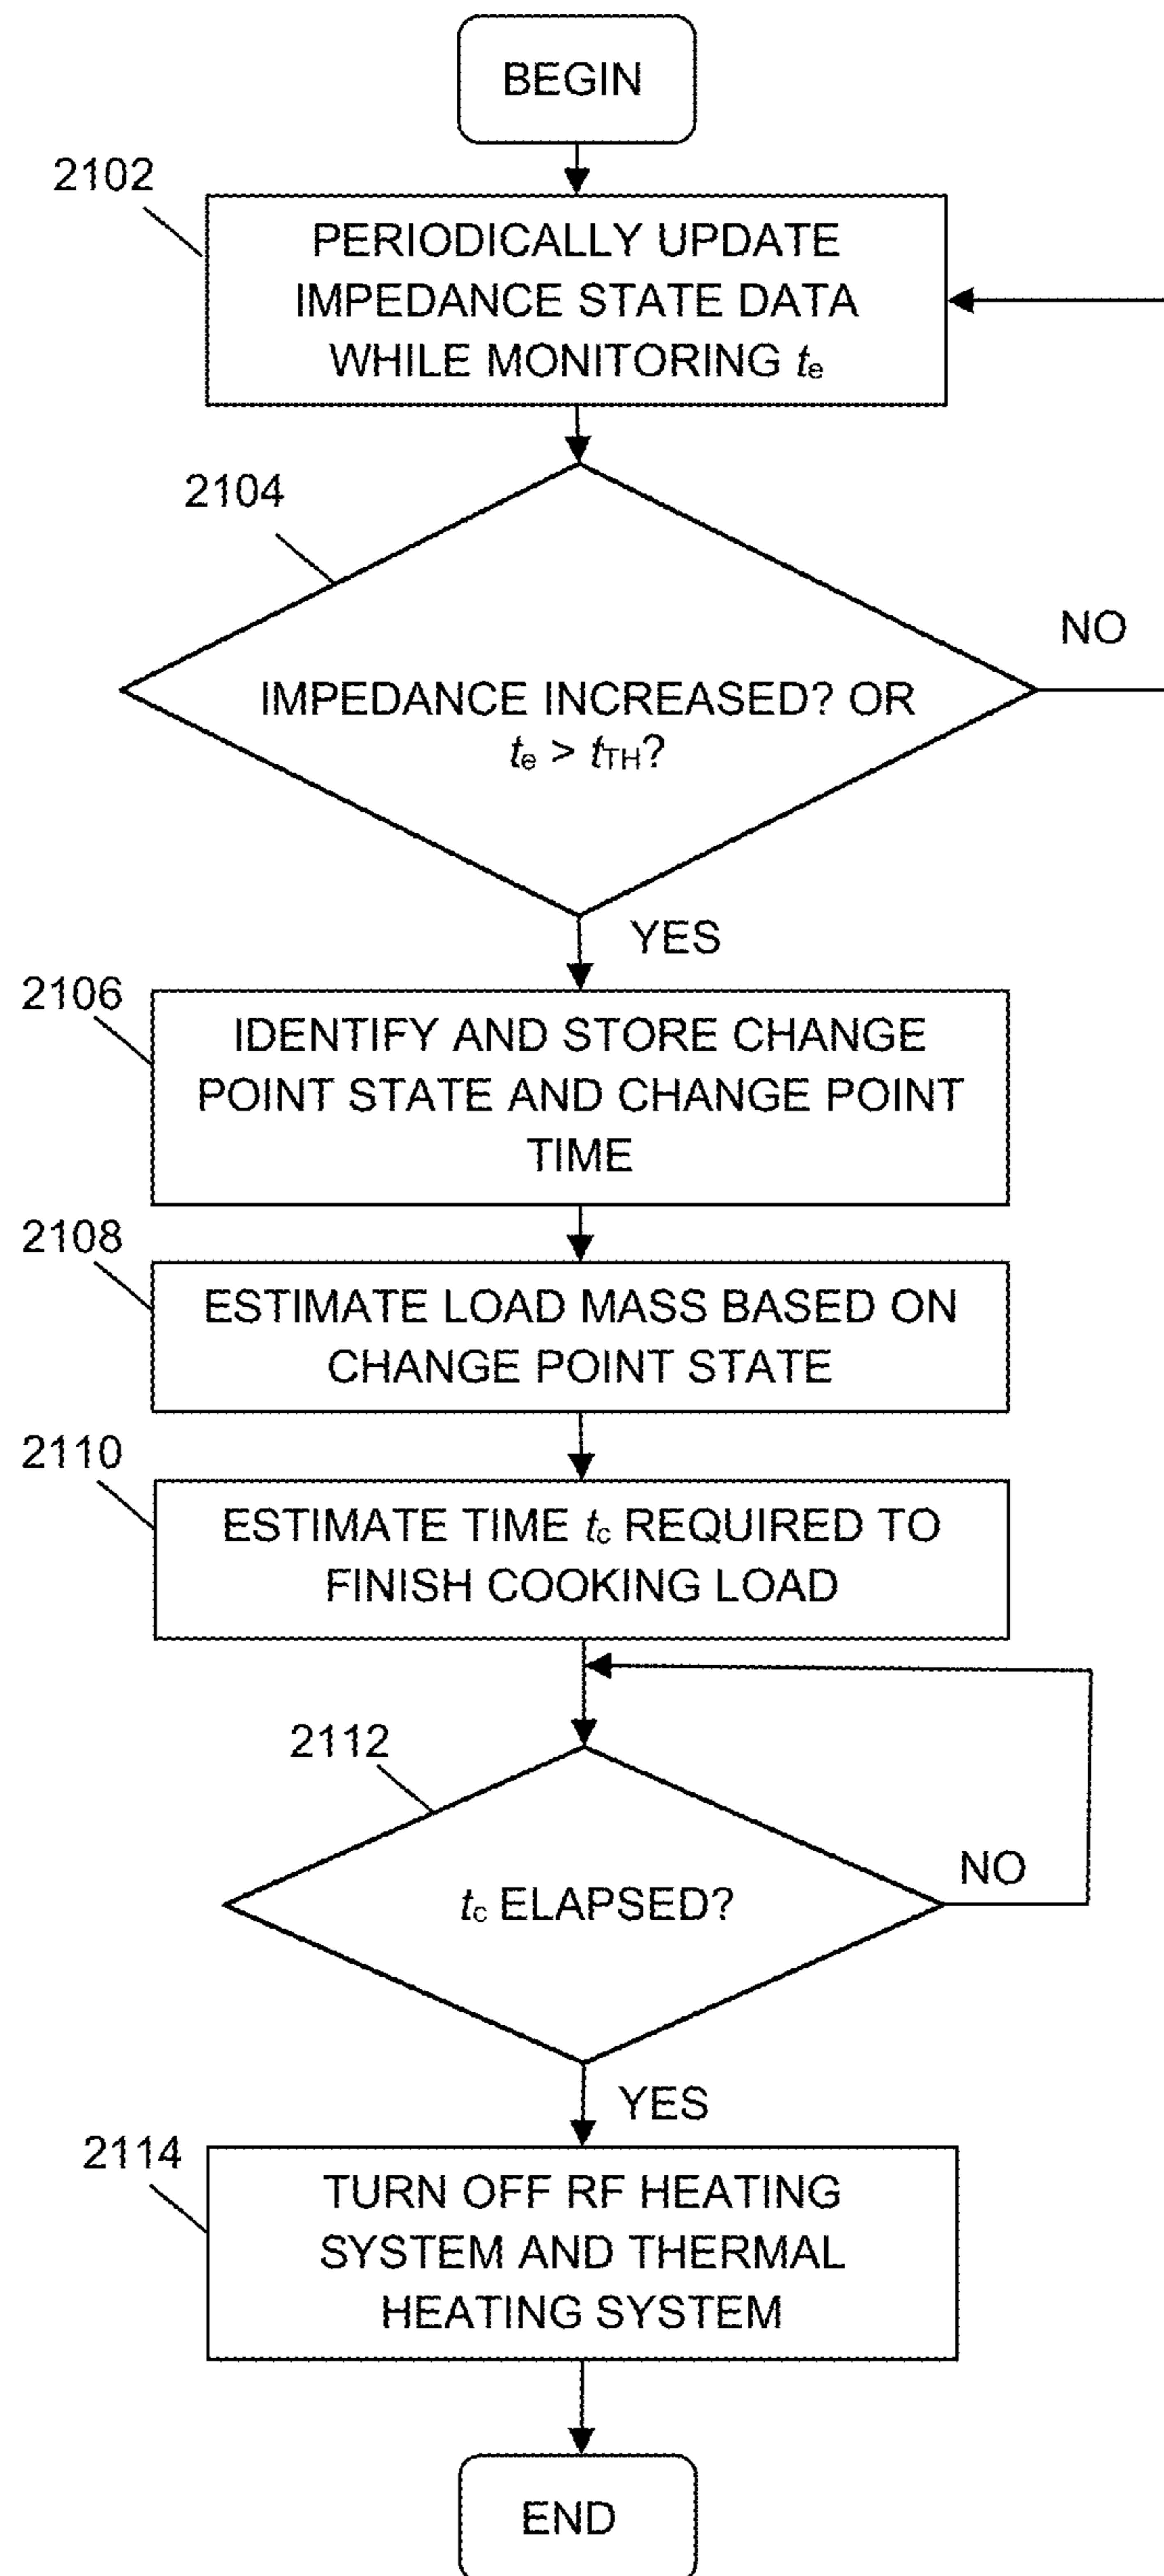 BEGIN
2102
PERIODICALLY UPDATE
IMPEDANCE STATE DATA
WHILE MONITORING te
2104
IMPEDANCE INCREASED? OR
te > tTH?
NO
YES
2106
IDENTIFY AND STORE CHANGE
POINT STATE AND CHANGE POINT
TIME
2108
ESTIMATE LOAD MASS BASED ON
CHANGE POINT STATE
2110
ESTIMATE TIME tc REQUIRED TO
FINISH COOKING LOAD
2112
tc ELAPSED?
NO
YES
2114
TURN OFF RF HEATING
SYSTEM AND THERMAL
HEATING SYSTEM
END